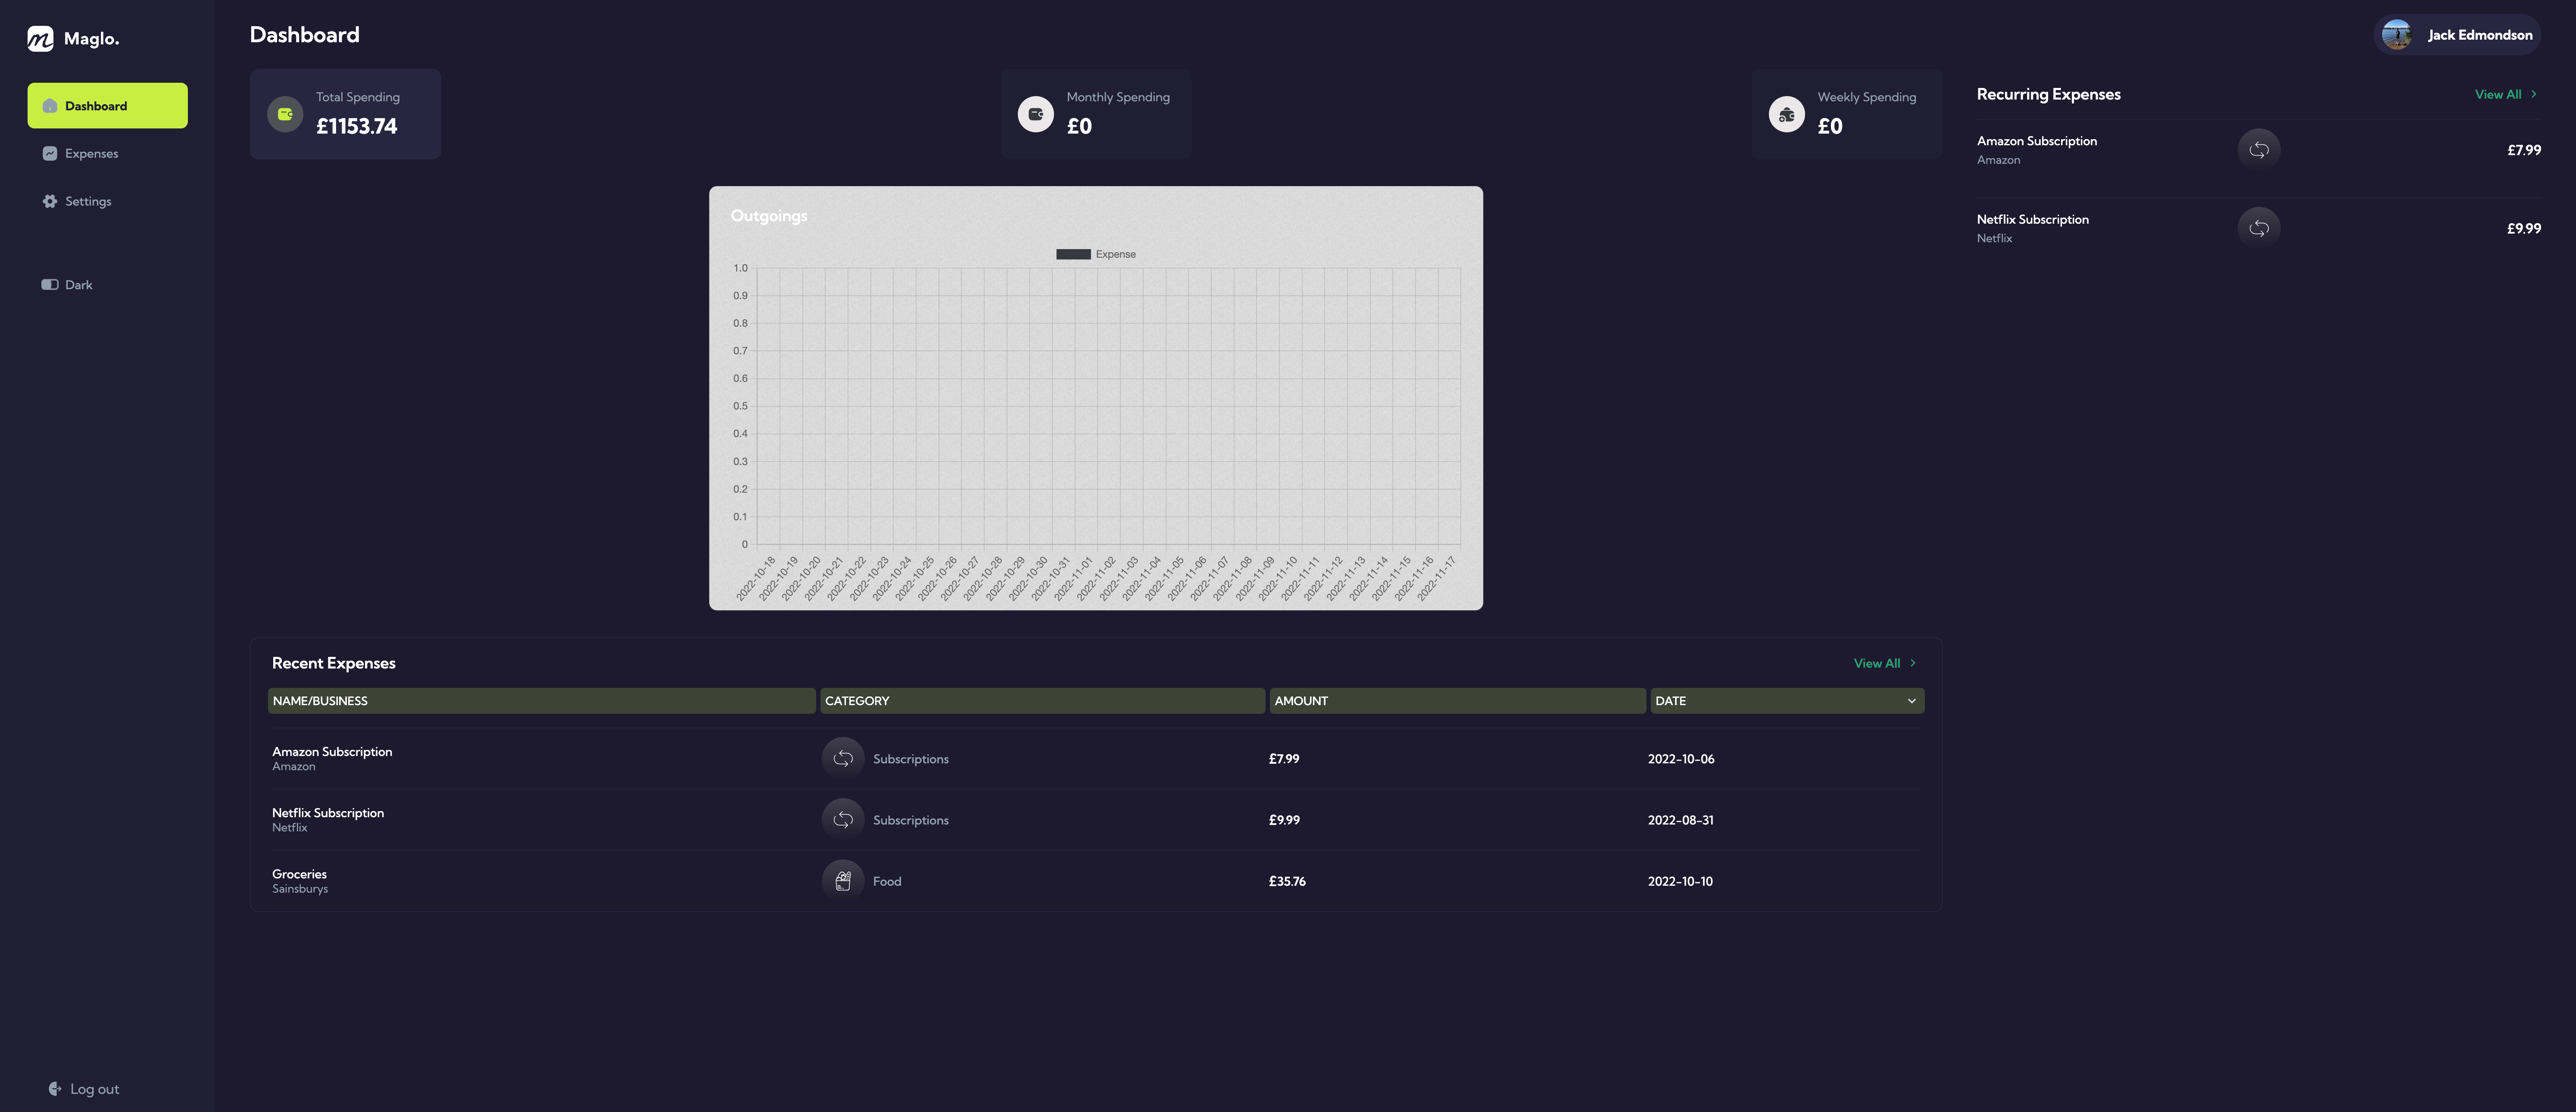 Maglo.
Dashboard
Expenses
Settings
Dark
Log out
Dashboard
Jack Edmondson
Total Spending
£1153.74
Monthly Spending
£0
Weekly Spending
£0
Outgoings
Expense
1.0
0.9
0.8
0.7
0.6
0.5
0.4
0.3
0.2
0.1
0
2022-10-18
2022-10-19
2022-10-20
2022-10-21
2022-10-22
2022-10-23
2022-10-24
2022-10-25
2022-10-26
2022-10-27
2022-10-28
2022-10-29
2022-10-30
2022-10-31
2022-11-01
2022-11-02
2022-11-03
2022-11-04
2022-11-05
2022-11-06
2022-11-07
2022-11-08
2022-11-09
2022-11-10
2022-11-11
2022-11-12
2022-11-13
2022-11-14
2022-11-15
2022-11-16
2022-11-17
Recent Expenses View All
NAME/BUSINESS CATEGORY AMOUNT DATE
Amazon Subscription
Amazon
Subscriptions £7.99 2022-10-06
Netflix Subscription
Netflix
Subscriptions £9.99 2022-08-31
Groceries
Sainsburys
Food £35.76 2022-10-10
Recurring Expenses View All
Amazon Subscription
Amazon
£7.99
Netflix Subscription
Netflix
£9.99